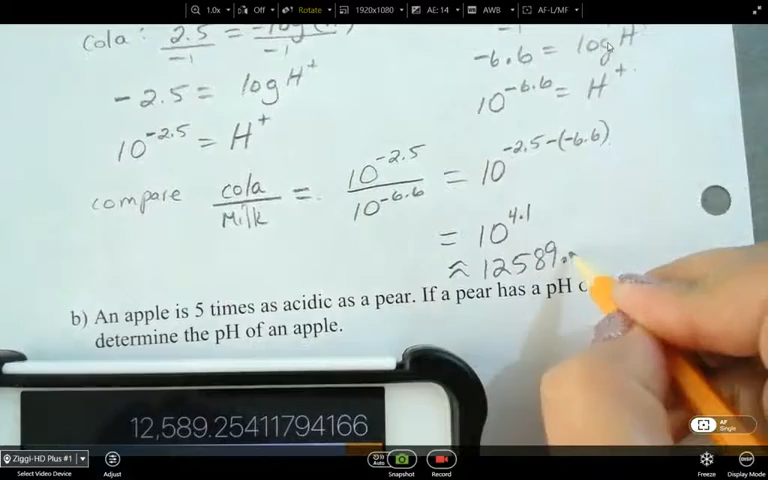 1.0x Off Rotate 1920x1080 AE: 14 AWB AF-L/MF
cola: 2.5 =
-1 -1
-2.5 = log H+
10^-2.5 = H+
-6.6 = log H+
10^-6.6 = H+
compare cola/Milk = 10^-2.5/10^-6.6 = 10^-2.5-(-6.6)
= 10^4.1
≈ 12589.
b) An apple is 5 times as acidic as a pear. If a pear has a pH
determine the pH of an apple.
12,589.25411794166
AF
Single
Ziggi-HD Plus #1
Select Video Device
Adjust
Auto
Snapshot
Record
Freeze
DISP
Display Mode